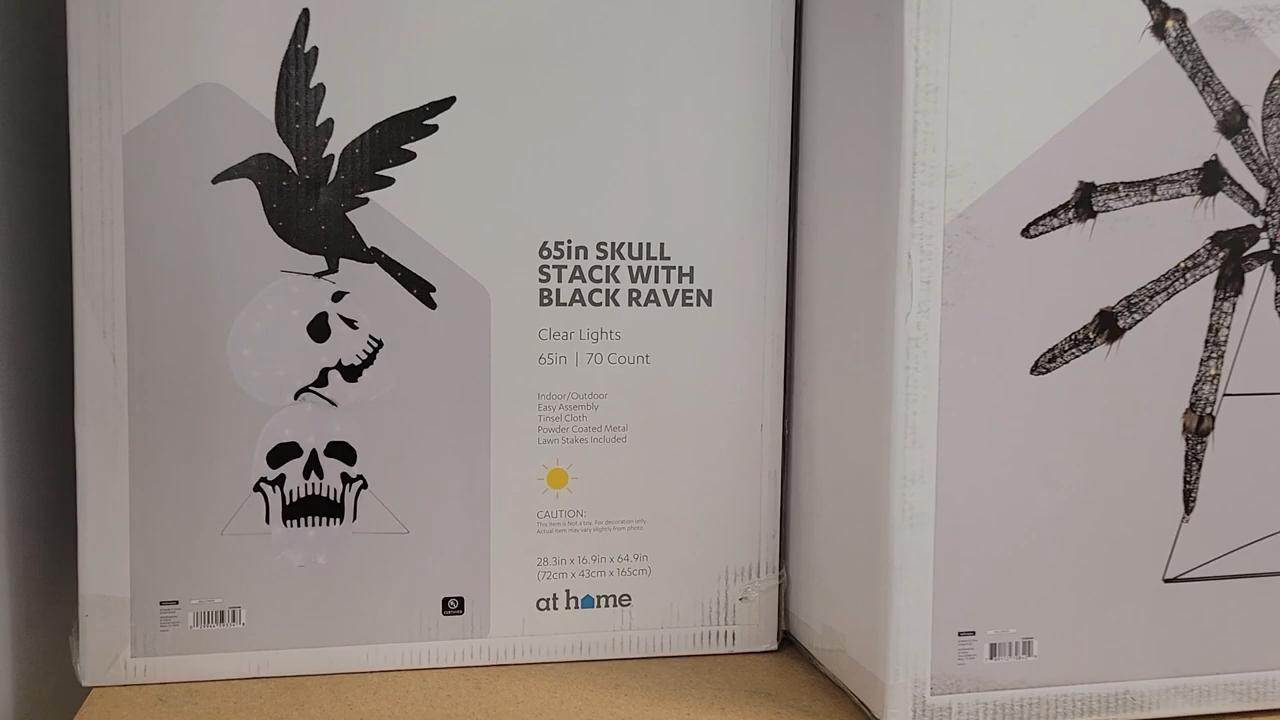 65in SKULL
STACK WITH
BLACK RAVEN
Clear Lights
65in | 70 Count
Indoor/Outdoor
Easy Assembly
Tinsel Cloth
Powder Coated Metal
Lawn Stakes Included
CAUTION:
This item is Not a toy. For decoration only.
Actual item may vary slightly from photo.
28.3in x 16.9in x 64.9in
(72cm x 43cm x 165cm)
at home